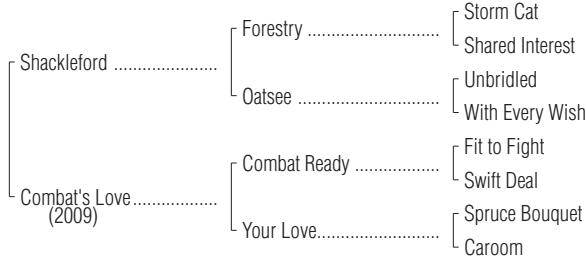 Storm Cat
Forestry ......................................
Shared Interest
Shackleford ......................
Unbridled
Oatsee ........................................
With Every Wish
Fit to Fight
Combat Ready ........................
Swift Deal
Combat's Love..................
(2009)
Spruce Bouquet
Your Love..................................
Caroom